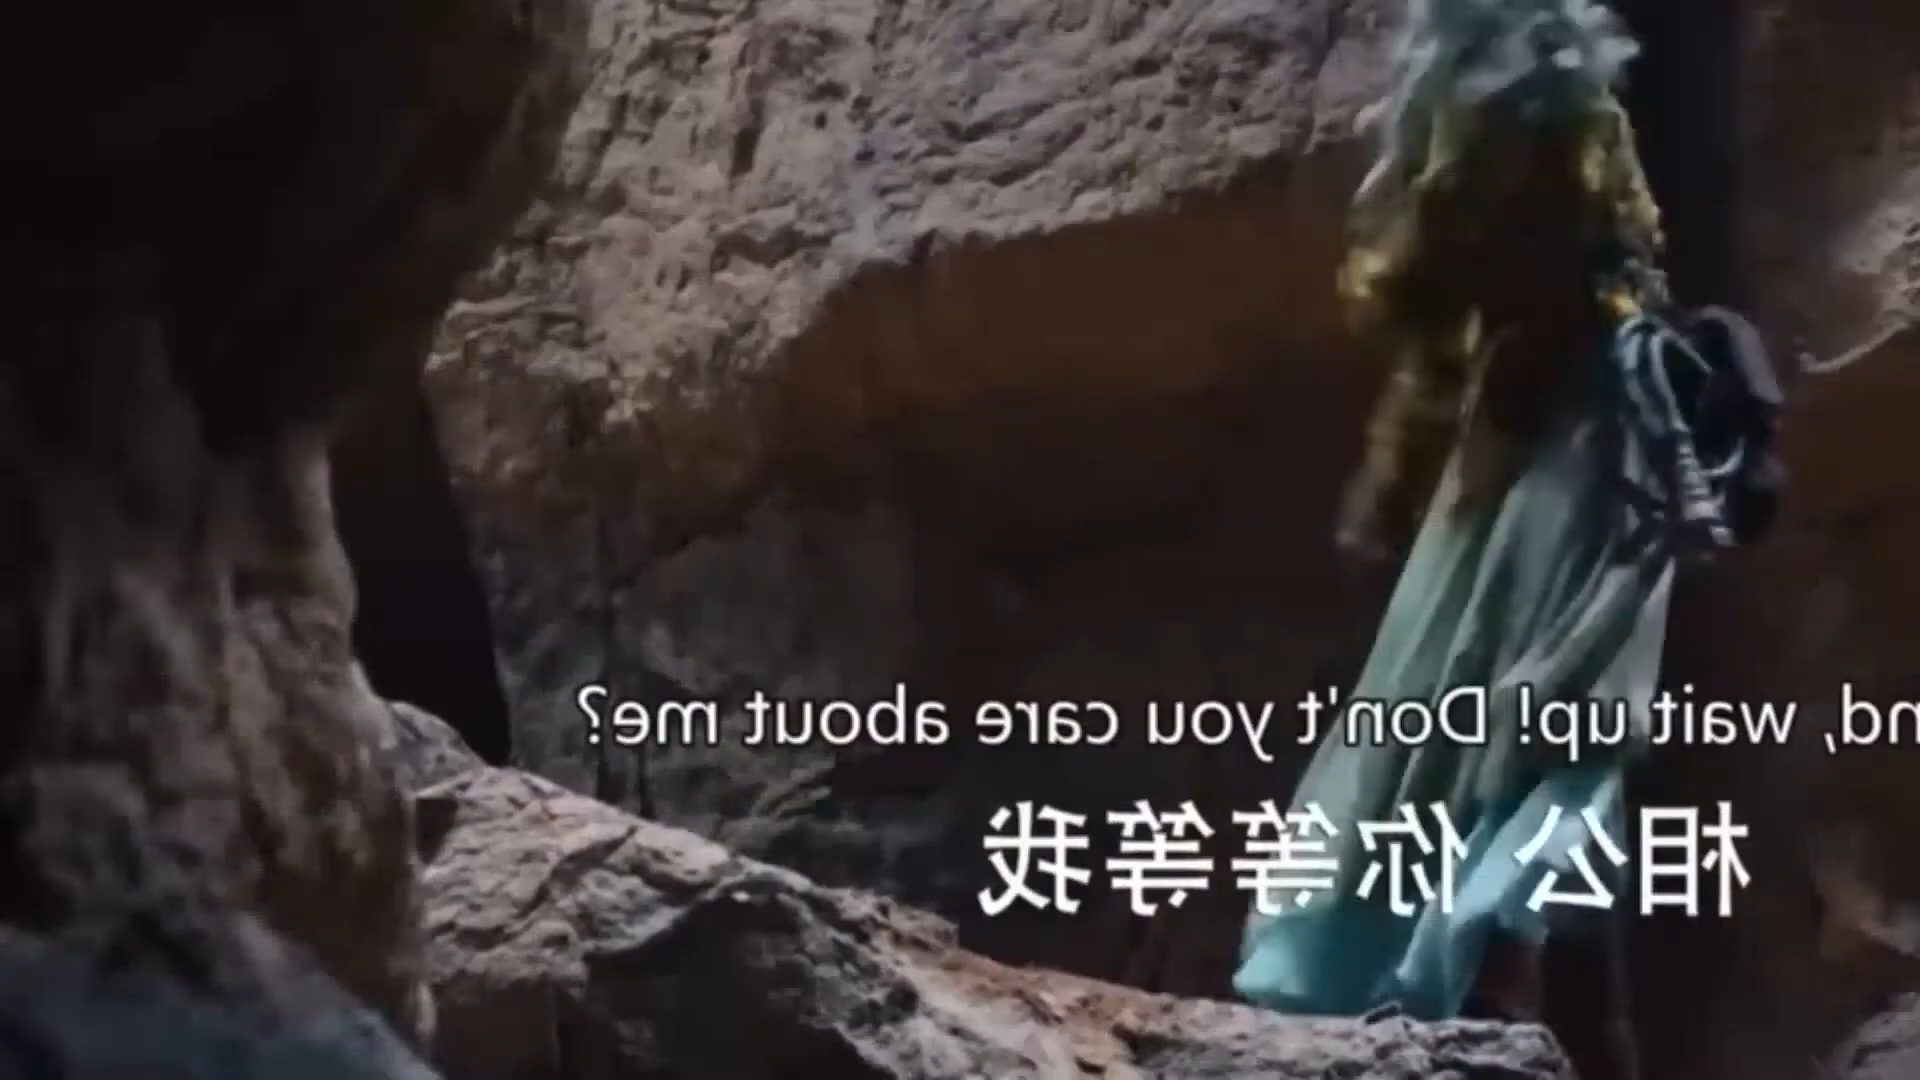 nd, wait up! Don't you care about me?
相公 你等等我